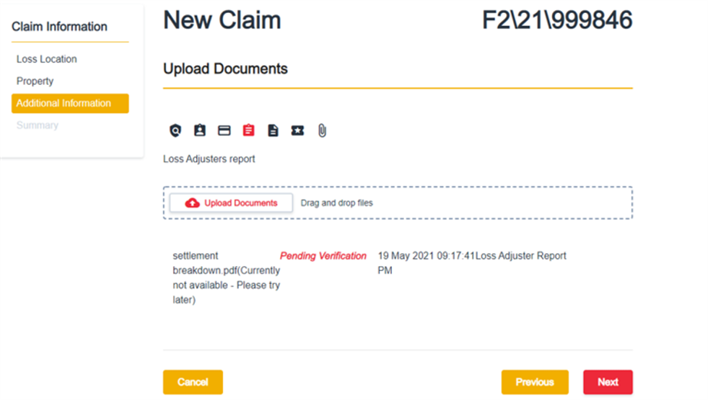 Claim Information
Loss Location
Property
Additional Information
Summary
New Claim
F2\21\999846
Upload Documents
Loss Adjusters report
Upload Documents
Drag and drop files
settlement
breakdown.pdf(Currently
not available - Please try
later)
Pending Verification
19 May 2021 09:17:41
PM
Loss Adjuster Report
Cancel
Previous
Next